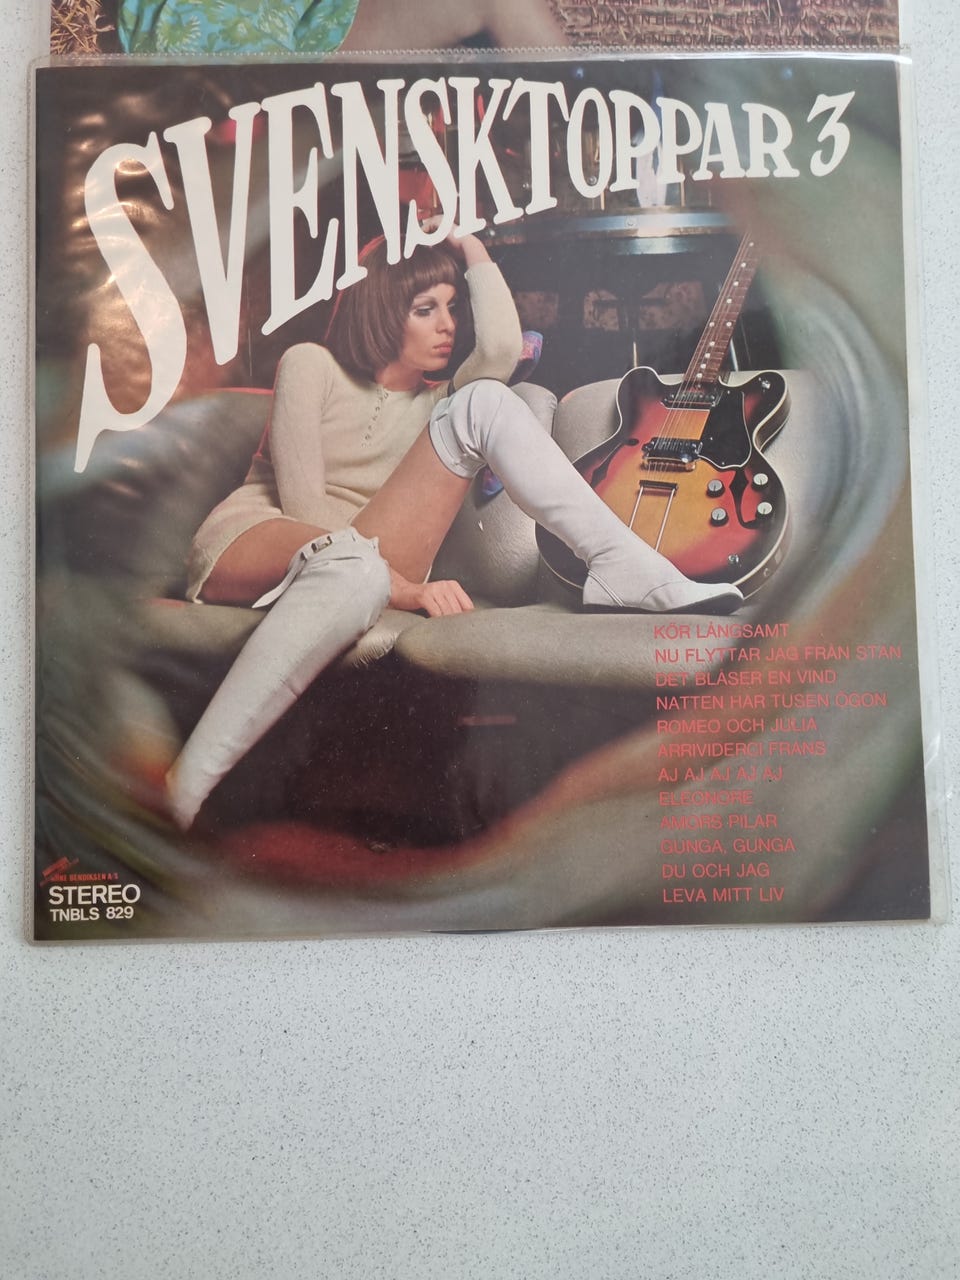 SVENSKTOPPAR 3
KÖR LÅNGSAMT
NU FLYTTAR JAG FRÅN STAN
DET BLÅSER EN VIND
NATTEN HAR TUSEN ÖGON
ROMEO OCH JULIA
ARRIVIDERCI FRANS
AJ AJ AJ AJ AJ
ELEONORE
AMORS PILAR
GUNGA, GUNGA
DU OCH JAG
LEVA MITT LIV
BENDIKSEN A/S
STEREO
TNBLS 829